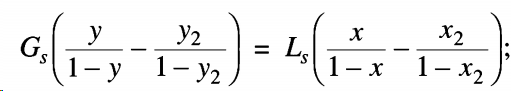 G_s ( y / (1 − y) − y_2 / (1 − y_2) ) = L_s ( x / (1 − x) − x_2 / (1 − x_2) );